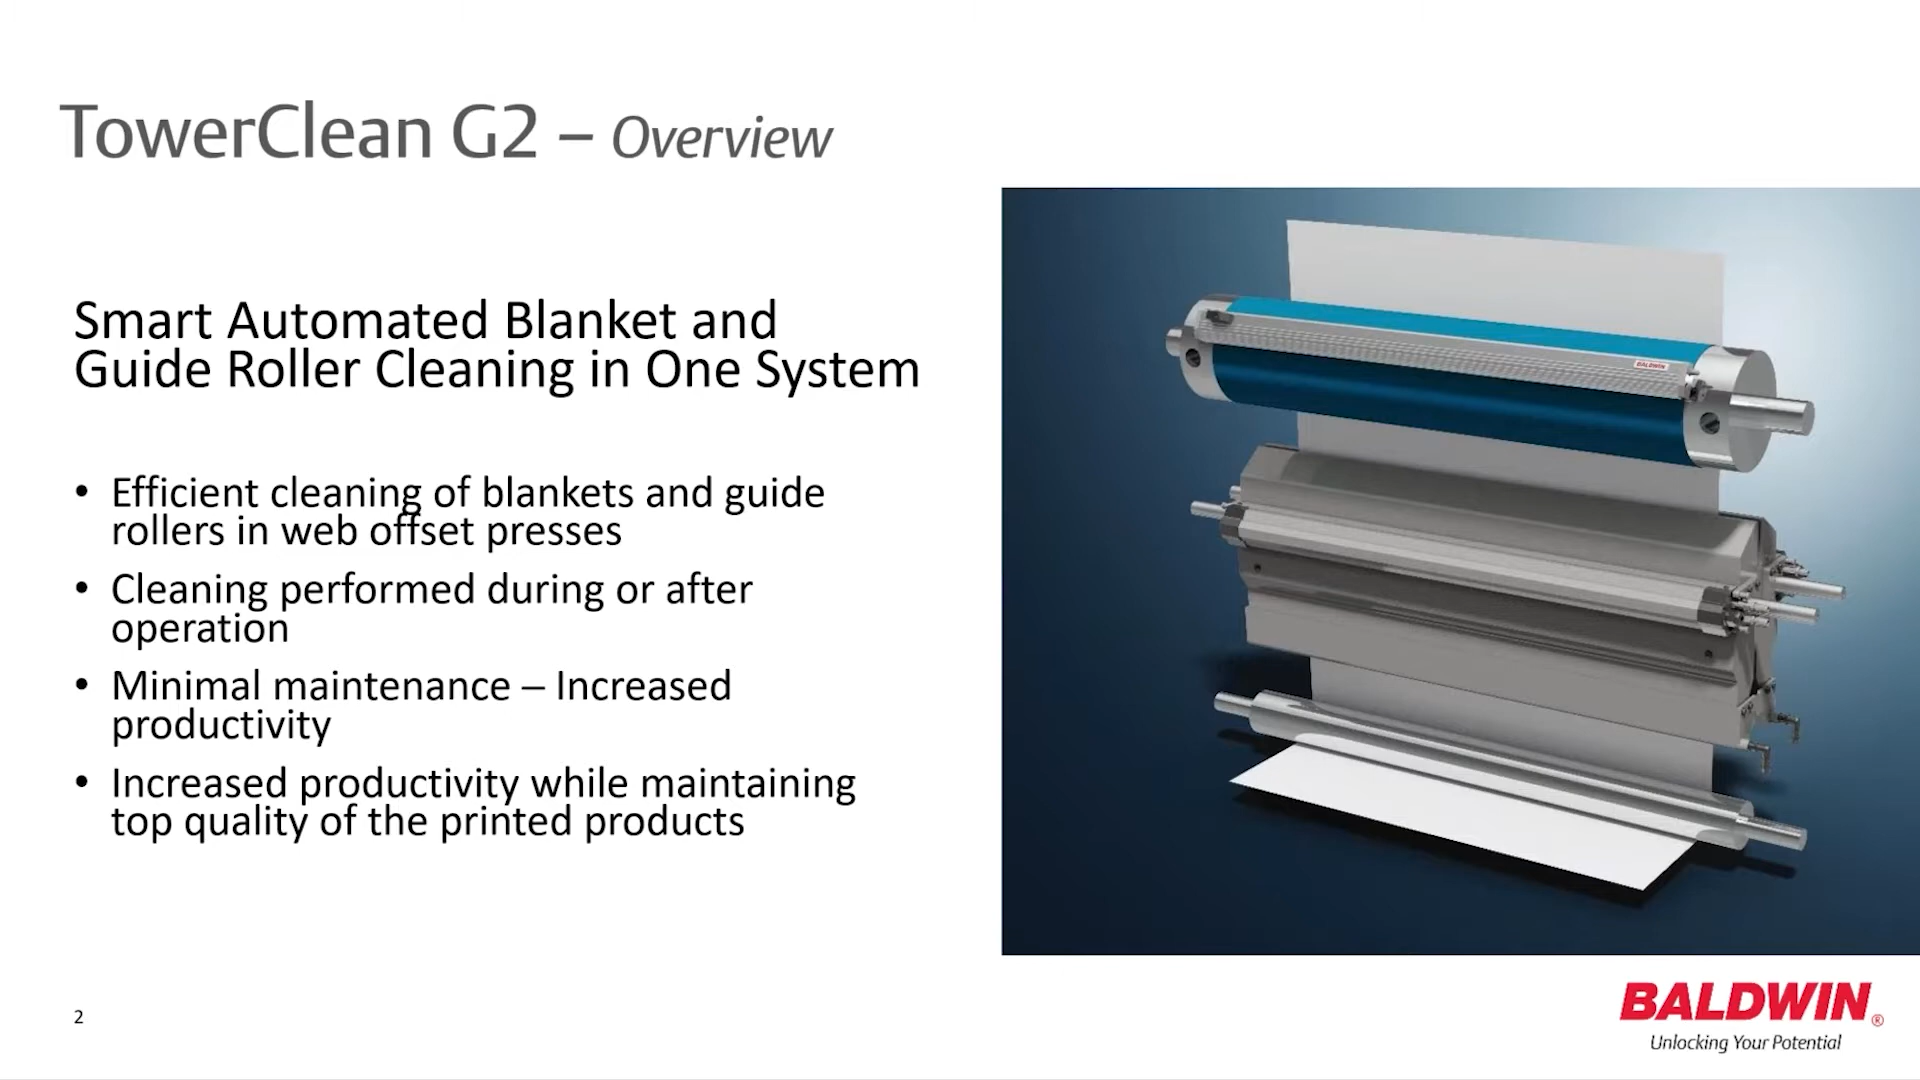 TowerClean G2 – Overview
Smart Automated Blanket and
Guide Roller Cleaning in One System
• Efficient cleaning of blankets and guide
rollers in web offset presses
• Cleaning performed during or after
operation
• Minimal maintenance – Increased
productivity
• Increased productivity while maintaining
top quality of the printed products
BALDWIN
2
BALDWIN®
Unlocking Your Potential